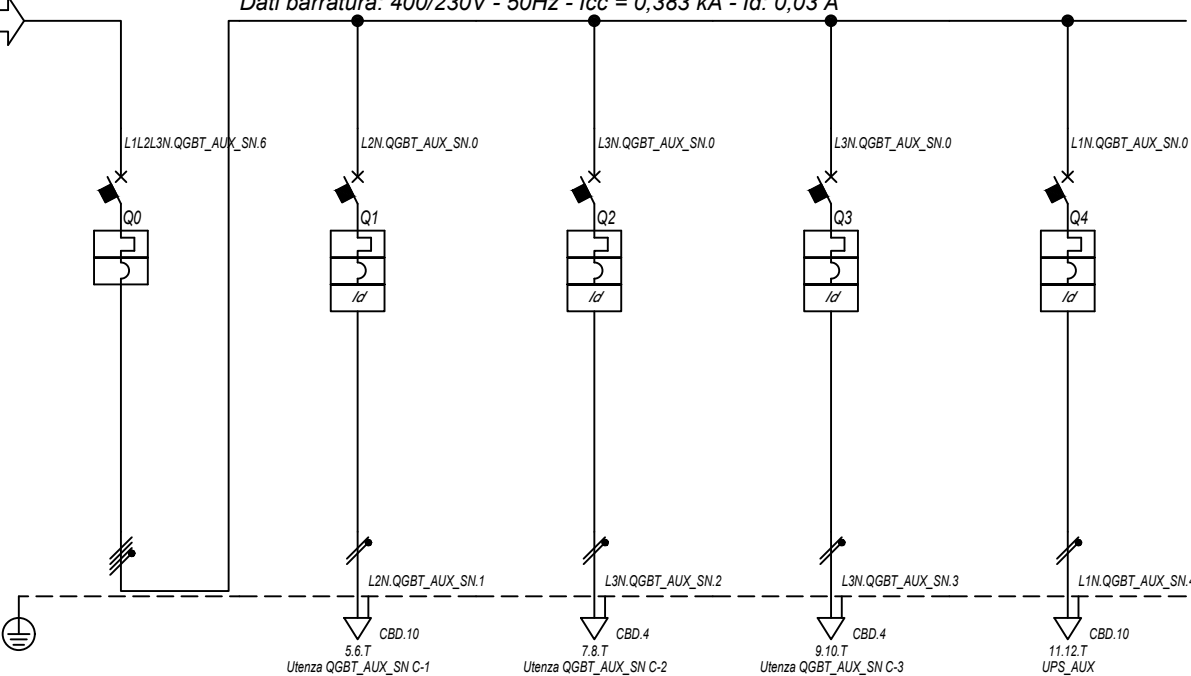 Dati barratura: 400/230V - 50Hz - Icc = 0,383 kA - Id: 0,03 A
L1L2L3N.QGBT_AUX_SN.6
L2N.QGBT_AUX_SN.0
L3N.QGBT_AUX_SN.0
L3N.QGBT_AUX_SN.0
L1N.QGBT_AUX_SN.0
Q0
Q1
Q2
Q3
Q4
Id
Id
Id
Id
L2N.QGBT_AUX_SN.1
L3N.QGBT_AUX_SN.2
L3N.QGBT_AUX_SN.3
L1N.QGBT_AUX_SN.4
CBD.10
CBD.4
CBD.4
CBD.10
5.6.T
7.8.T
9.10.T
11.12.T
Utenza QGBT_AUX_SN C-1
Utenza QGBT_AUX_SN C-2
Utenza QGBT_AUX_SN C-3
UPS_AUX